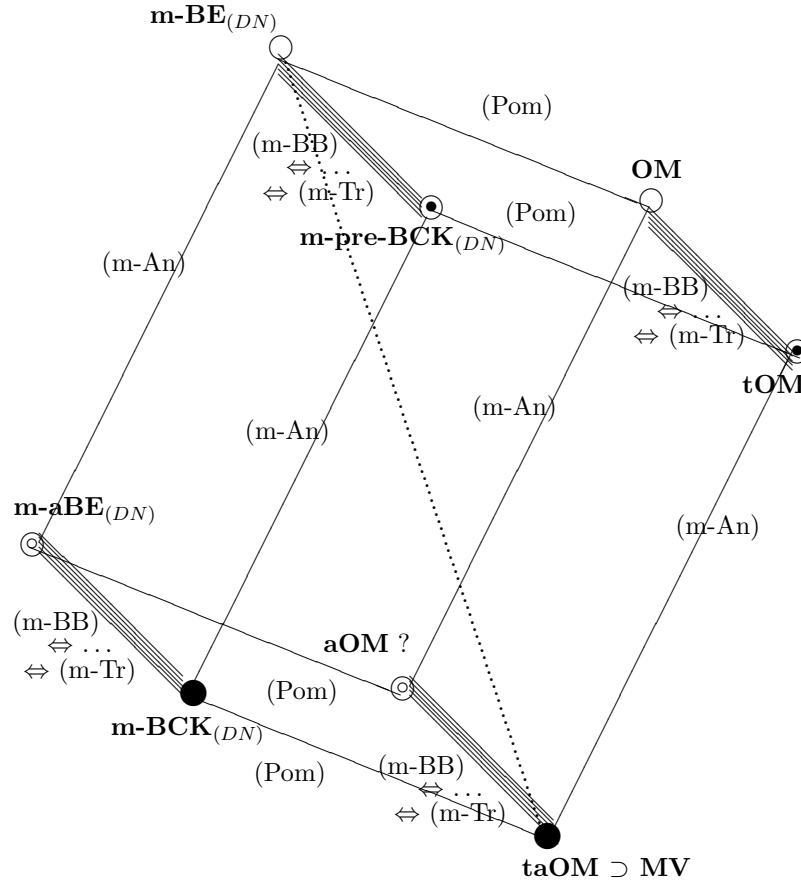 m-BE(DN)
(Pom)
(m-BB)
⇔ ...
⇔ (m-Tr)
OM
(Pom)
m-pre-BCK(DN)
(m-An)
(m-BB)
⇔ ...
⇔ (m-Tr)
tOM
(m-An)
(m-An)
m-aBE(DN)
(m-An)
(m-BB)
⇔ ...
⇔ (m-Tr)
aOM ?
(Pom)
m-BCK(DN)
(Pom)
(m-BB)
⇔ ...
⇔ (m-Tr)
taOM ⊃ MV